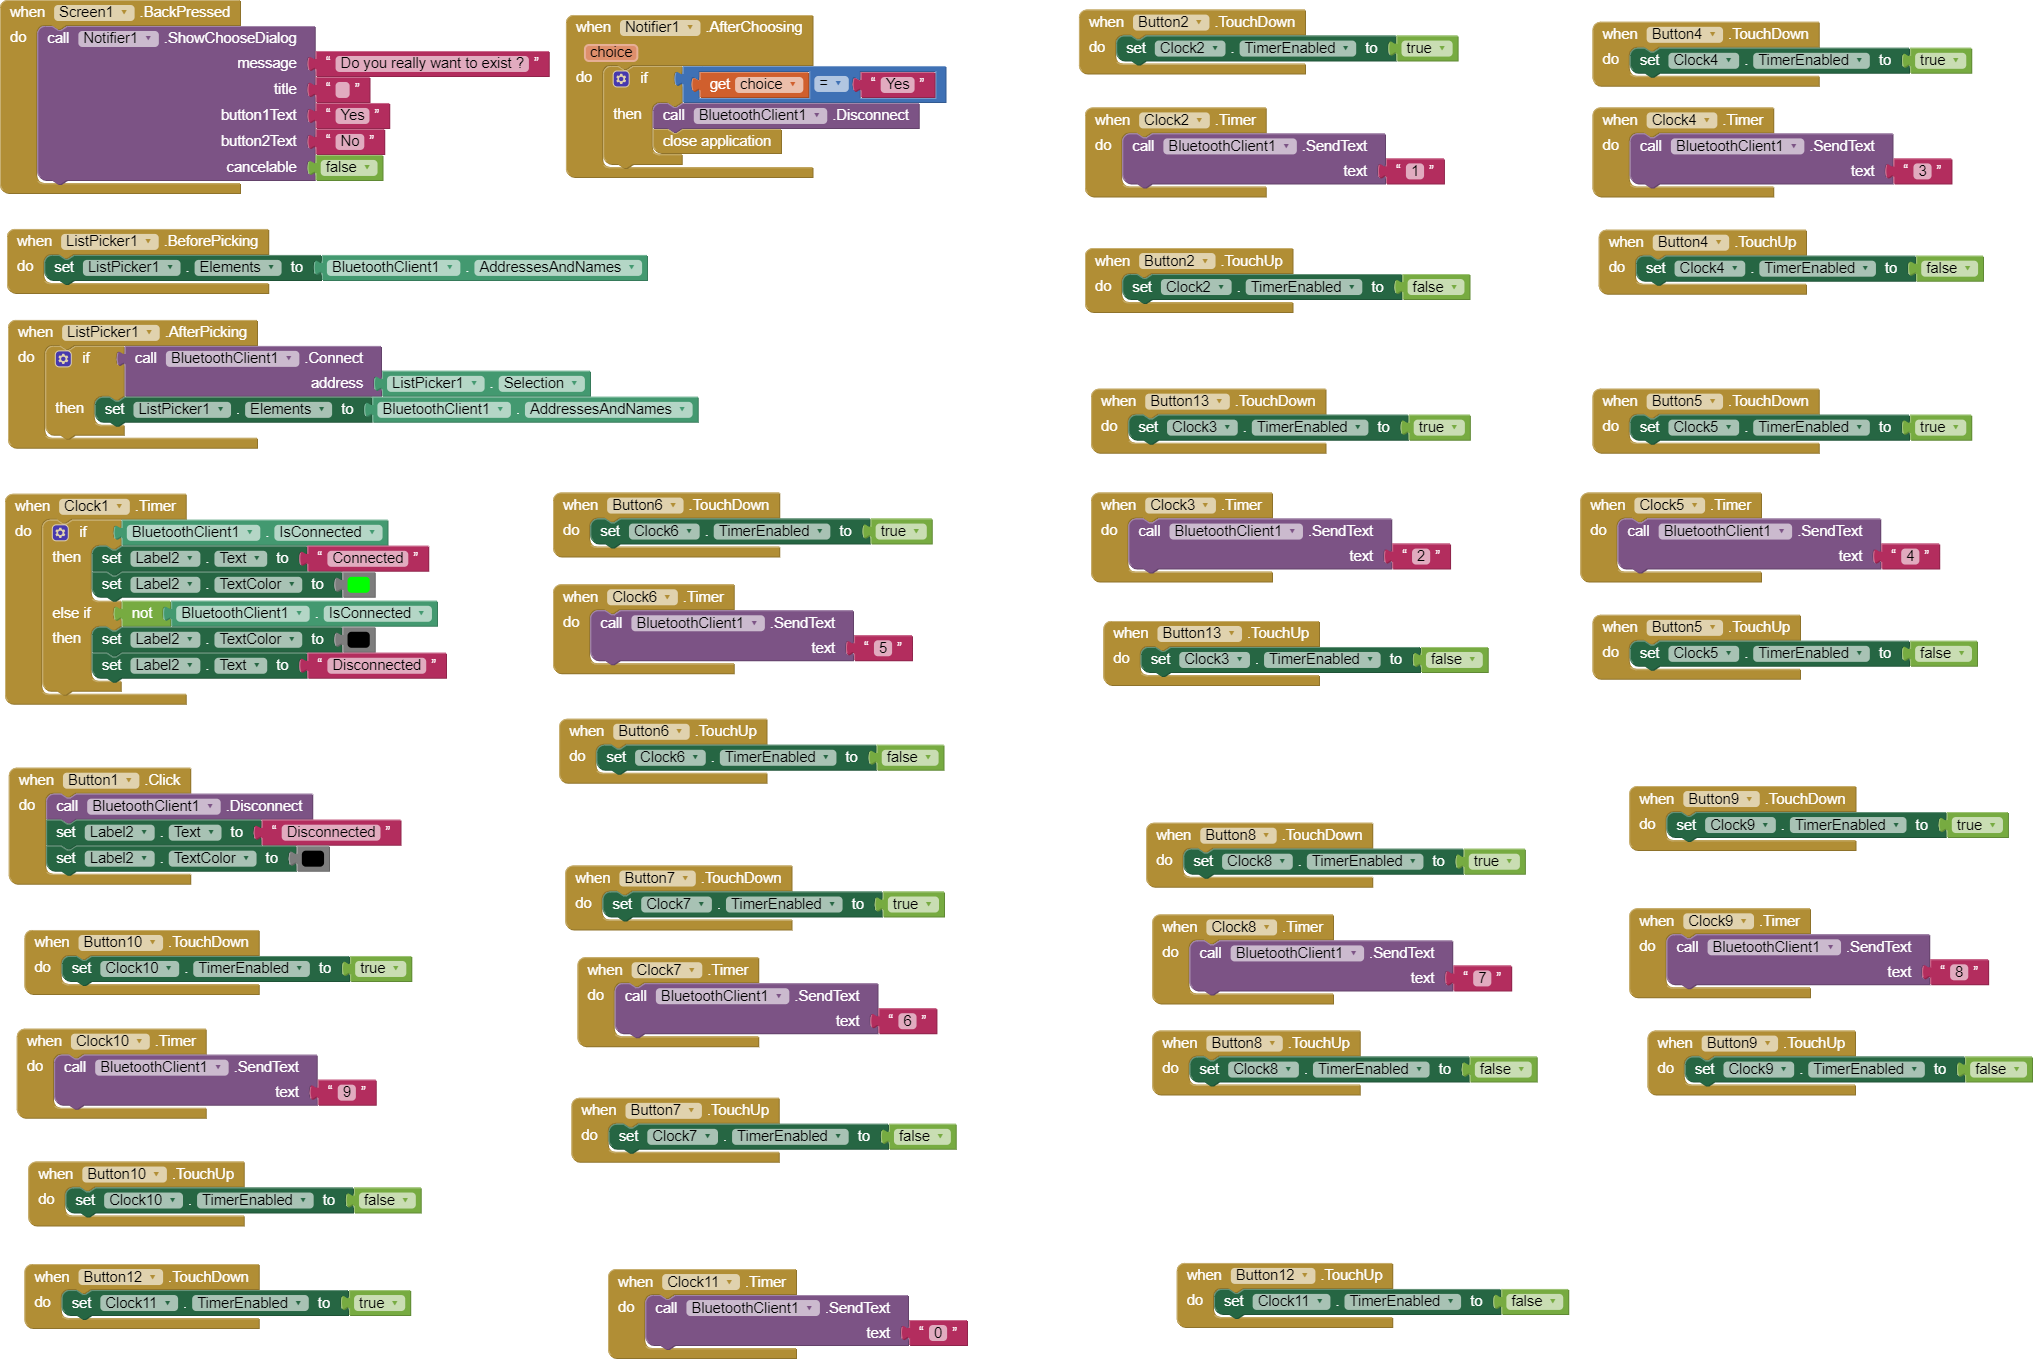 when Screen1 .BackPressed
do call Notifier1 .ShowChooseDialog
message " Do you really want to exist ? "
title " "
button1Text " Yes "
button2Text " No "
cancelable false
when Notifier1 .AfterChoosing
choice
do if get choice = " Yes "
then call BluetoothClient1 .Disconnect
close application
when ListPicker1 .BeforePicking
do set ListPicker1 . Elements to BluetoothClient1 . AddressesAndNames
when ListPicker1 .AfterPicking
do if call BluetoothClient1 .Connect
address ListPicker1 . Selection
then set ListPicker1 . Elements to BluetoothClient1 . AddressesAndNames
when Clock1 .Timer
do if BluetoothClient1 . IsConnected
then set Label2 . Text to " Connected "
set Label2 . TextColor to
else if not BluetoothClient1 . IsConnected
then set Label2 . TextColor to
set Label2 . Text to " Disconnected "
when Button1 .Click
do call BluetoothClient1 .Disconnect
set Label2 . Text to " Disconnected "
set Label2 . TextColor to
when Button10 .TouchDown
do set Clock10 . TimerEnabled to true
when Clock10 .Timer
do call BluetoothClient1 .SendText
text " 9 "
when Button10 .TouchUp
do set Clock10 . TimerEnabled to false
when Button12 .TouchDown
do set Clock11 . TimerEnabled to true
when Button6 .TouchDown
do set Clock6 . TimerEnabled to true
when Clock6 .Timer
do call BluetoothClient1 .SendText
text " 5 "
when Button6 .TouchUp
do set Clock6 . TimerEnabled to false
when Button7 .TouchDown
do set Clock7 . TimerEnabled to true
when Clock7 .Timer
do call BluetoothClient1 .SendText
text " 6 "
when Button7 .TouchUp
do set Clock7 . TimerEnabled to false
when Clock11 .Timer
do call BluetoothClient1 .SendText
text " 0 "
when Button2 .TouchDown
do set Clock2 . TimerEnabled to true
when Clock2 .Timer
do call BluetoothClient1 .SendText
text " 1 "
when Button2 .TouchUp
do set Clock2 . TimerEnabled to false
when Button13 .TouchDown
do set Clock3 . TimerEnabled to true
when Clock3 .Timer
do call BluetoothClient1 .SendText
text " 2 "
when Button13 .TouchUp
do set Clock3 . TimerEnabled to false
when Button8 .TouchDown
do set Clock8 . TimerEnabled to true
when Clock8 .Timer
do call BluetoothClient1 .SendText
text " 7 "
when Button8 .TouchUp
do set Clock8 . TimerEnabled to false
when Button12 .TouchUp
do set Clock11 . TimerEnabled to false
when Button4 .TouchDown
do set Clock4 . TimerEnabled to true
when Clock4 .Timer
do call BluetoothClient1 .SendText
text " 3 "
when Button4 .TouchUp
do set Clock4 . TimerEnabled to false
when Button5 .TouchDown
do set Clock5 . TimerEnabled to true
when Clock5 .Timer
do call BluetoothClient1 .SendText
text " 4 "
when Button5 .TouchUp
do set Clock5 . TimerEnabled to false
when Button9 .TouchDown
do set Clock9 . TimerEnabled to true
when Clock9 .Timer
do call BluetoothClient1 .SendText
text " 8 "
when Button9 .TouchUp
do set Clock9 . TimerEnabled to false